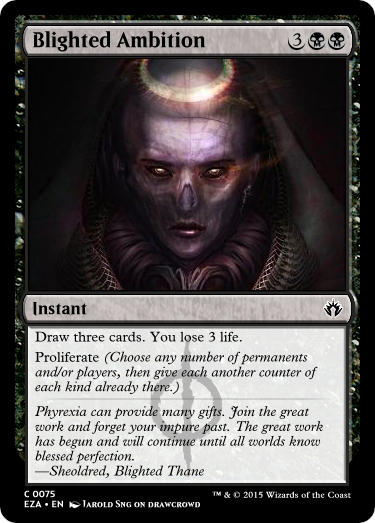 Blighted Ambition 3
Instant
Draw three cards. You lose 3 life.
Proliferate (Choose any number of permanents
and/or players, then give each another counter of
each kind already there.)
Phyrexia can provide many gifts. Join the great
work and forget your impure past. The great work
has begun and will continue until all worlds know
blessed perfection.
—Sheoldred, Blighted Thane
C 0075
EZA • EN Jarold Sng on drawcrowd
™ & © 2015 Wizards of the Coast